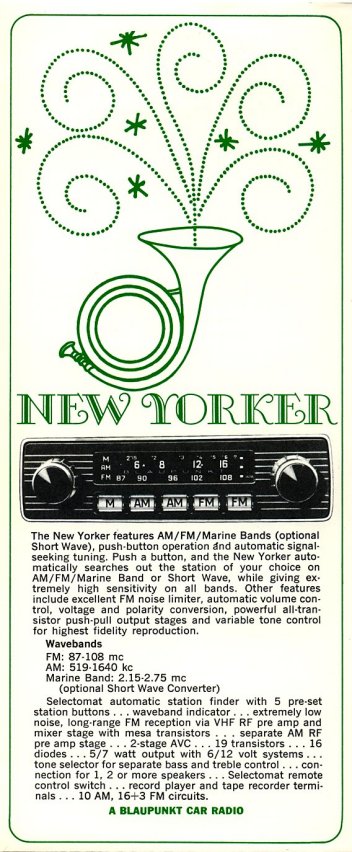 NEW YORKER
M 2.15 2.75
AM 6 8 12 16
FM 87 90 96 102 108
M AM AM FM FM
The New Yorker features AM/FM/Marine Bands (optional
Short Wave), push-button operation and automatic signal-
seeking tuning. Push a button, and the New Yorker auto-
matically searches out the station of your choice on
AM/FM/Marine Band or Short Wave, while giving ex-
tremely high sensitivity on all bands. Other features
include excellent FM noise limiter, automatic volume con-
trol, voltage and polarity conversion, powerful all-tran-
sistor push-pull output stages and variable tone control
for highest fidelity reproduction.
Wavebands
FM: 87-108 mc
AM: 519-1640 kc
Marine Band: 2.15-2.75 mc
(optional Short Wave Converter)
Selectomat automatic station finder with 5 pre-set
station buttons . . . waveband indicator . . . extremely low
noise, long-range FM reception via VHF RF pre amp and
mixer stage with mesa transistors . . . separate AM RF
pre amp stage . . . 2-stage AVC . . . 19 transistors . . . 16
diodes . . . 5/7 watt output with 6/12 volt systems . . .
tone selector for separate bass and treble control . . . con-
nection for 1, 2 or more speakers . . . Selectomat remote
control switch . . . record player and tape recorder termi-
nals . . . 10 AM, 16+3 FM circuits.
A BLAUPUNKT CAR RADIO